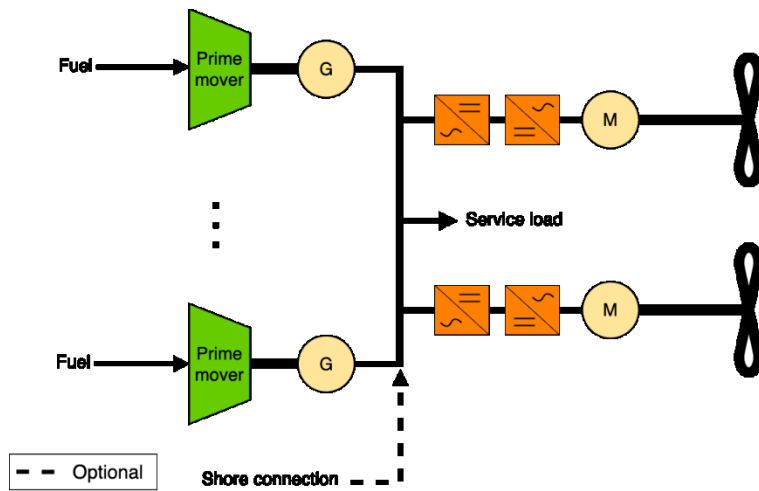 Fuel
Prime
mover
G
M
Service load
Fuel
Prime
mover
G
M
Optional
Shore connection